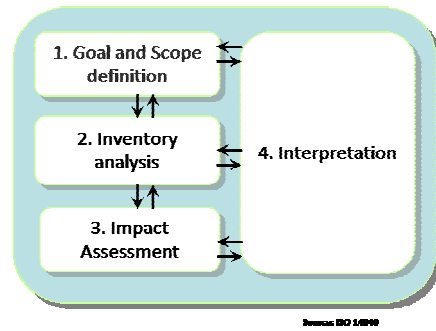 1. Goal and Scope
definition
2. Inventory
analysis
3. Impact
Assessment
4. Interpretation
Source: ISO 14040